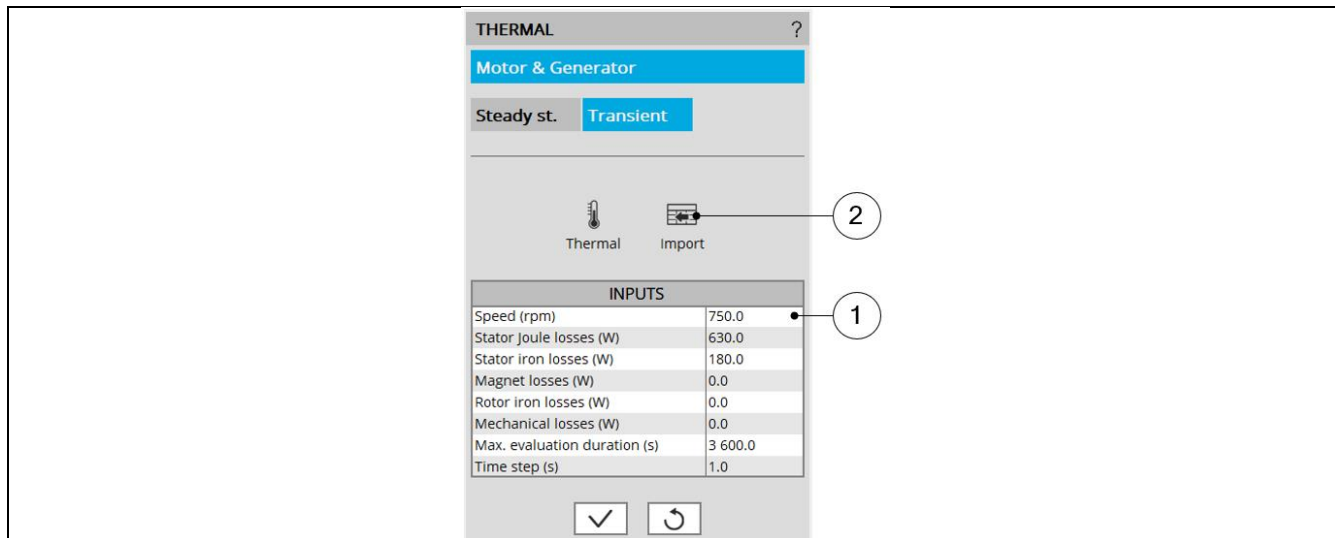 THERMAL ?
Motor & Generator
Steady st. Transient
Thermal Import
2
INPUTS
Speed (rpm) 750.0
1
Stator Joule losses (W) 630.0
Stator iron losses (W) 180.0
Magnet losses (W) 0.0
Rotor iron losses (W) 0.0
Mechanical losses (W) 0.0
Max. evaluation duration (s) 3 600.0
Time step (s) 1.0